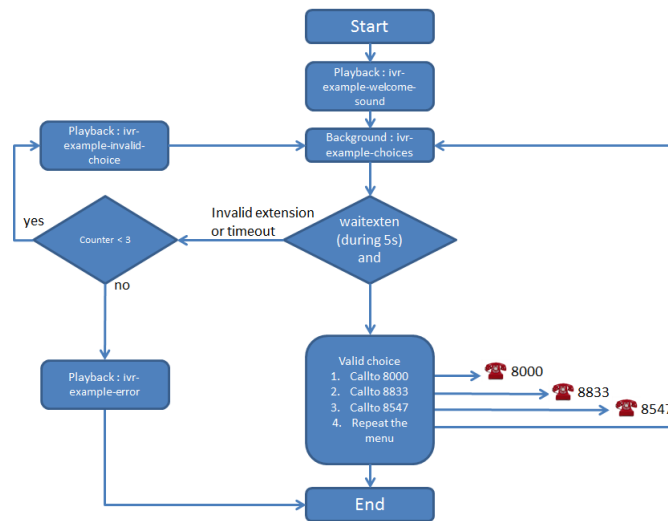 Start
Playback : ivr-
example-welcome-
sound
Playback : ivr-
example-invalid-
choice
Background : ivr-
example-choices
yes
Counter < 3
Invalid extension
or timeout
waitexten
(during 5s)
and
no
Playback : ivr-
example-error
Valid choice
1. Callto 8000
2. Callto 8833
3. Callto 8547
4. Repeat the
menu
8000
8833
8547
End